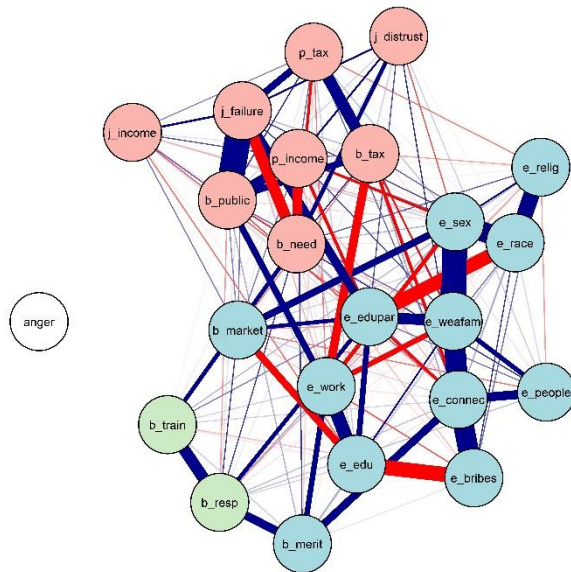 j_distrust
p_tax
j_failure
j_income
p_income
b_tax
e_relig
b_public
e_sex
b_need
e_race
anger
b_market
e_edupar
e_weafam
e_work
e_connec
e_people
b_train
e_edu
e_bribes
b_resp
b_merit